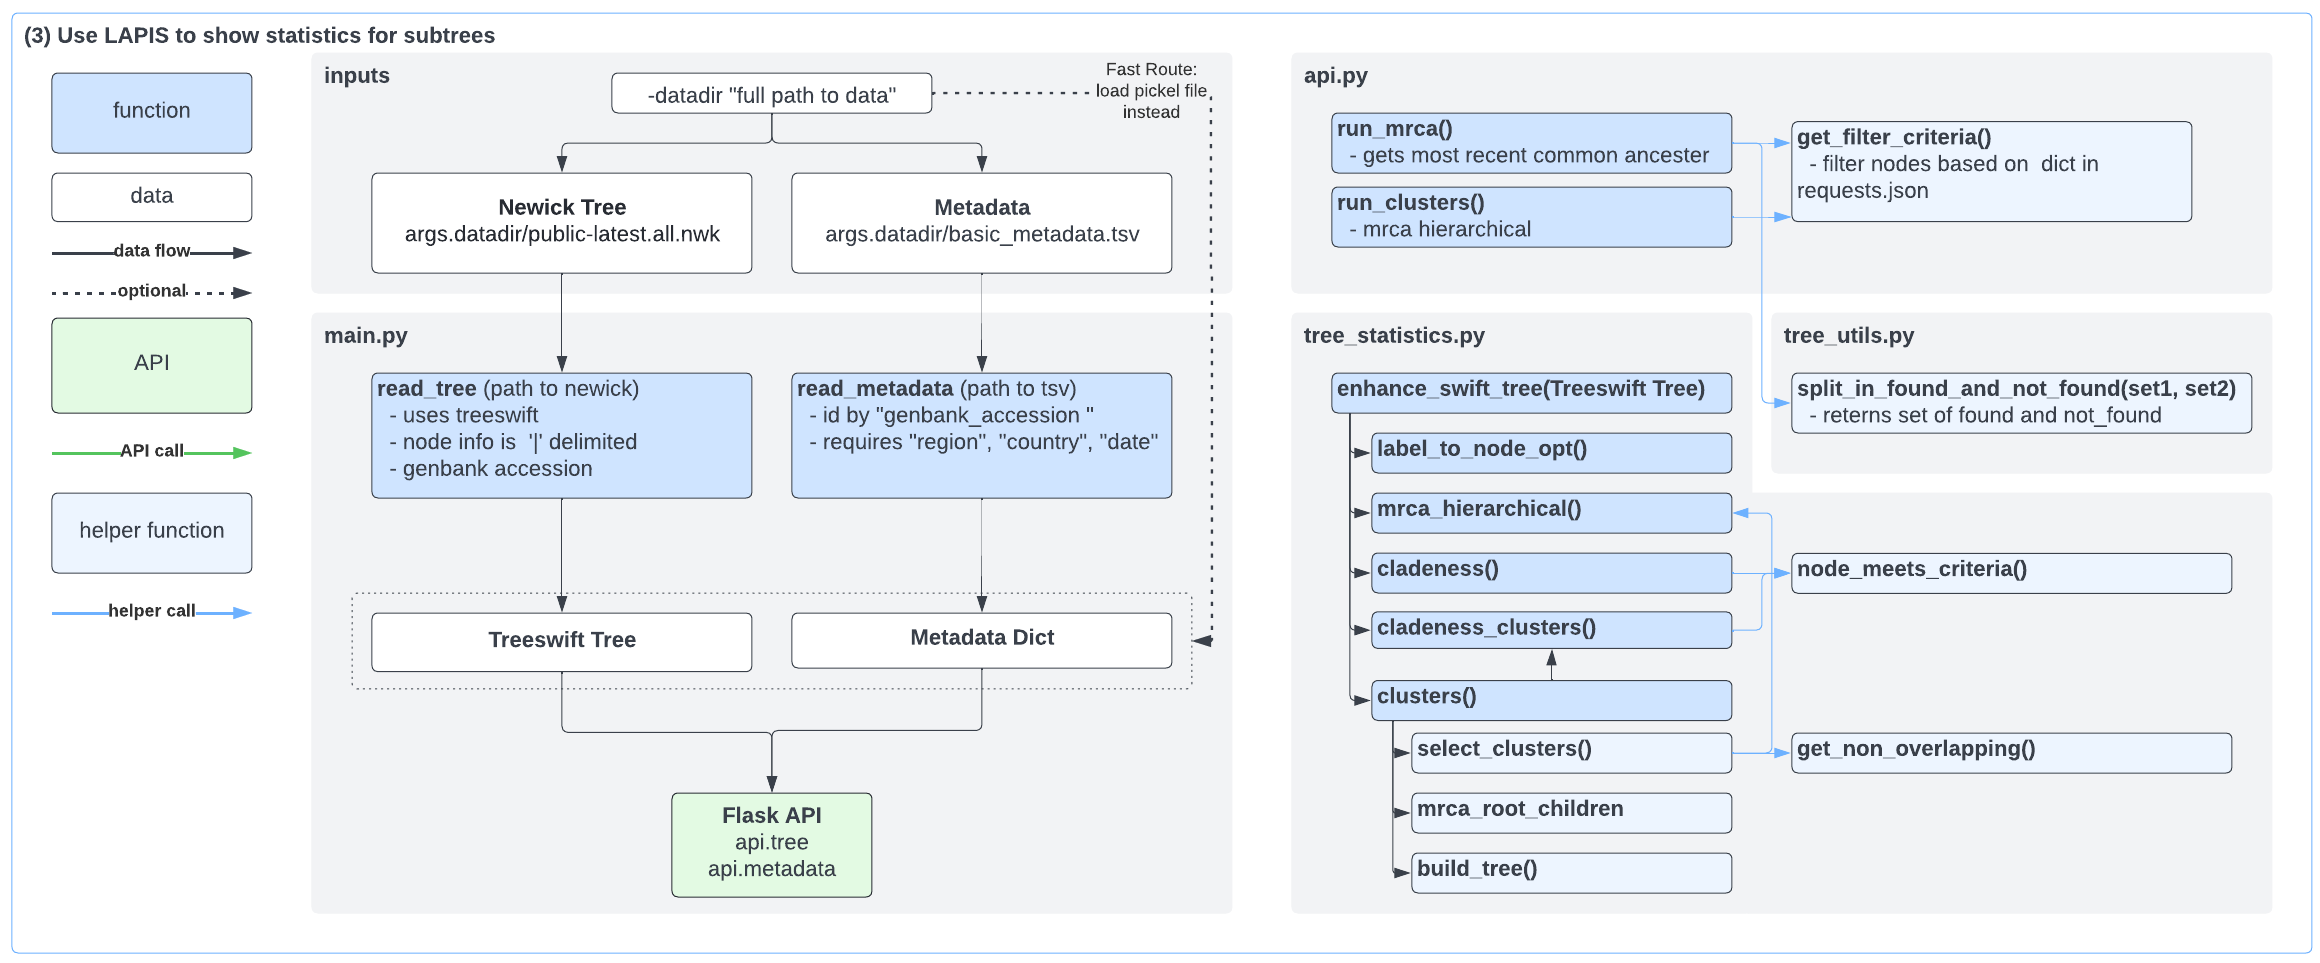 (3) Use LAPIS to show statistics for subtrees
function
data
data flow
optional
API
API call
helper function
helper call
inputs
-datadir "full path to data"
Fast Route:
load pickel file
instead
Newick Tree
args.datadir/public-latest.all.nwk
Metadata
args.datadir/basic_metadata.tsv
main.py
read_tree (path to newick)
- uses treeswift
- node info is '|' delimited
- genbank accession
read_metadata (path to tsv)
- id by "genbank_accession "
- requires "region", "country", "date"
Treeswift Tree
Metadata Dict
Flask API
api.tree
api.metadata
api.py
run_mrca()
- gets most recent common ancester
run_clusters()
- mrca hierarchical
get_filter_criteria()
- filter nodes based on  dict in
requests.json
tree_statistics.py
enhance_swift_tree(Treeswift Tree)
label_to_node_opt()
mrca_hierarchical()
cladeness()
cladeness_clusters()
clusters()
select_clusters()
mrca_root_children
build_tree()
tree_utils.py
split_in_found_and_not_found(set1, set2)
- reterns set of found and not_found
node_meets_criteria()
get_non_overlapping()